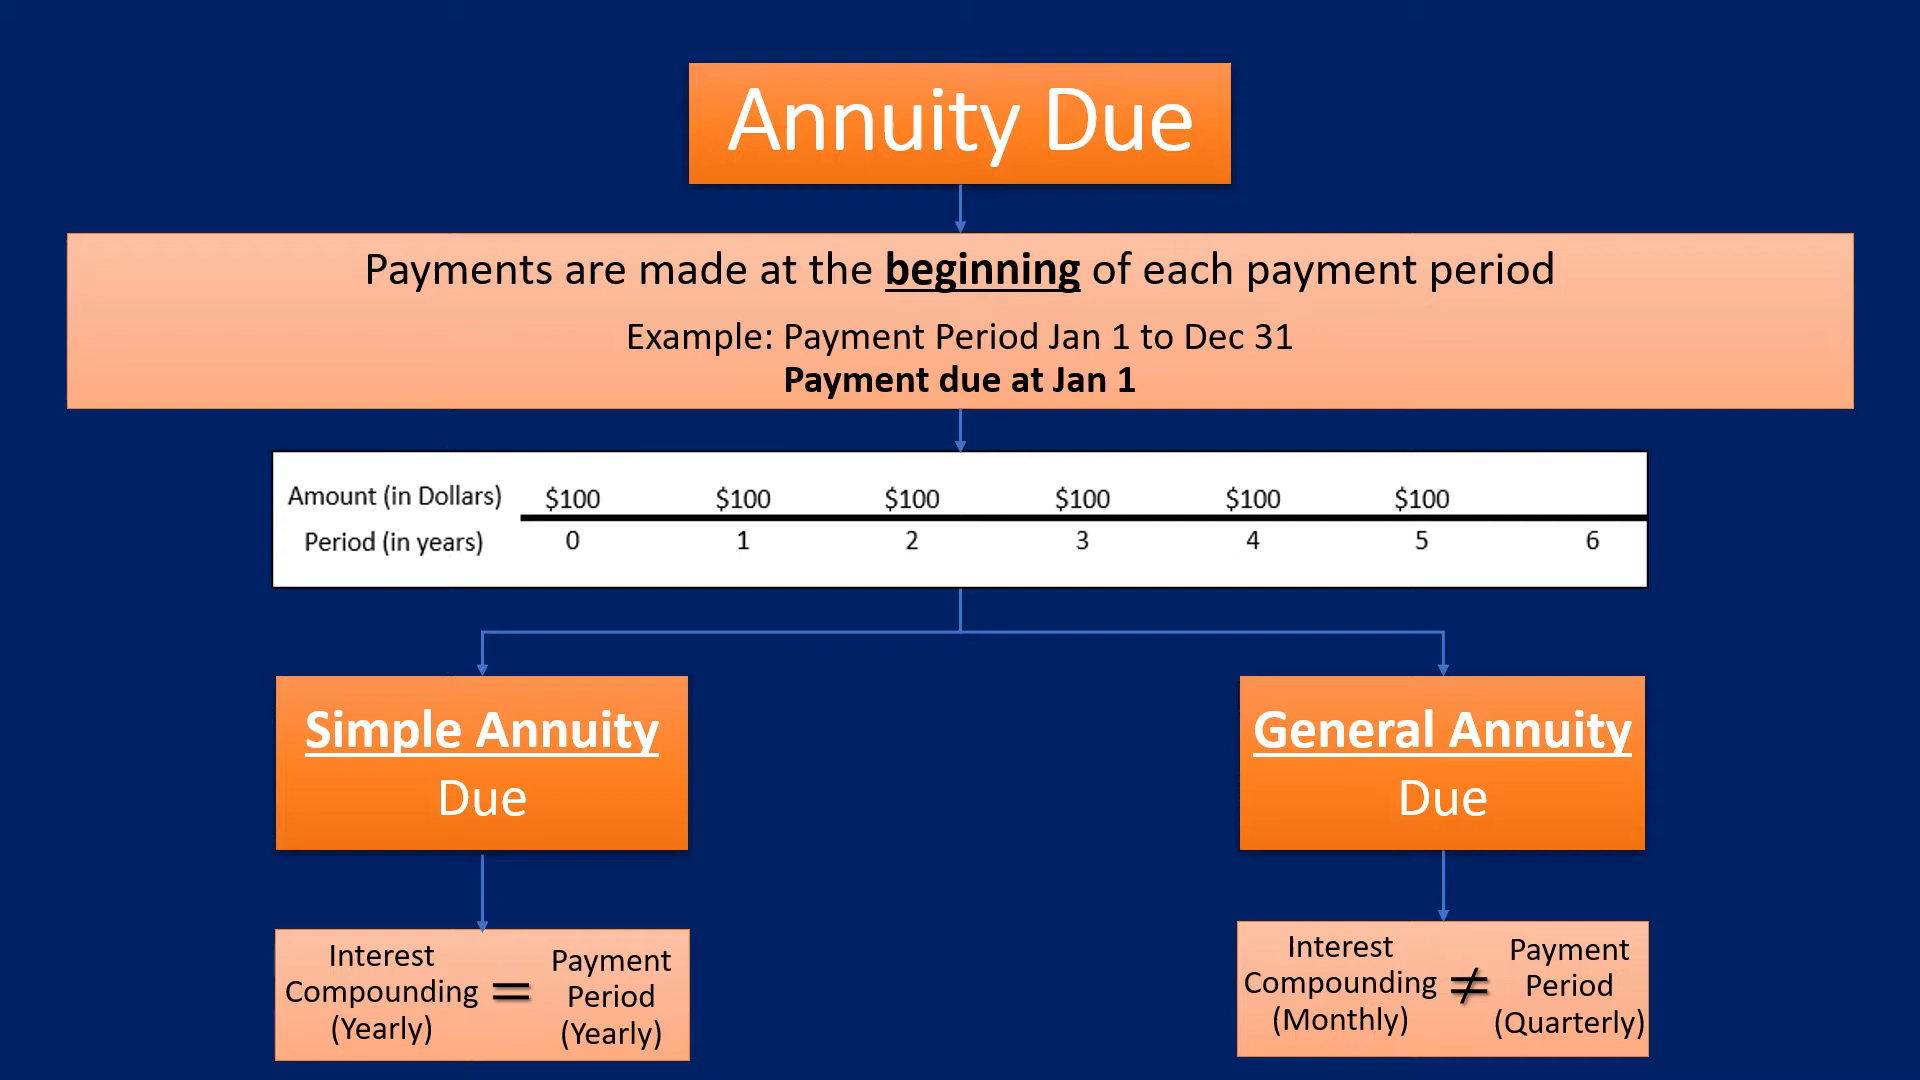 Annuity Due
Payments are made at the beginning of each payment period
Example: Payment Period Jan 1 to Dec 31
Payment due at Jan 1
Amount (in Dollars) $100 $100 $100 $100 $100 $100
Period (in years) 0 1 2 3 4 5 6
Simple Annuity
Due
General Annuity
Due
Interest
Compounding
(Yearly)
=
Payment
Period
(Yearly)
Interest
Compounding
(Monthly)
≠
Payment
Period
(Quarterly)